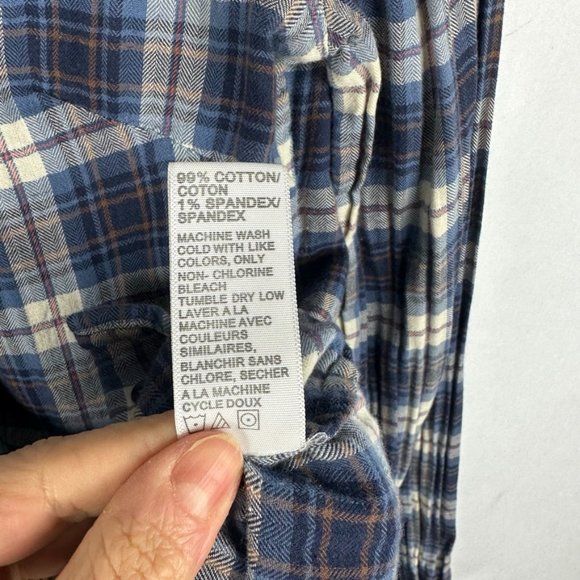 99% COTTON/
COTON
1% SPANDEX/
SPANDEX
MACHINE WASH
COLD WITH LIKE
COLORS, ONLY
NON- CHLORINE
BLEACH
TUMBLE DRY LOW
LAVER A LA
MACHINE AVEC
COULEURS
SIMILAIRES,
BLANCHIR SANS
CHLORE, SECHER
A LA MACHINE
CYCLE DOUX